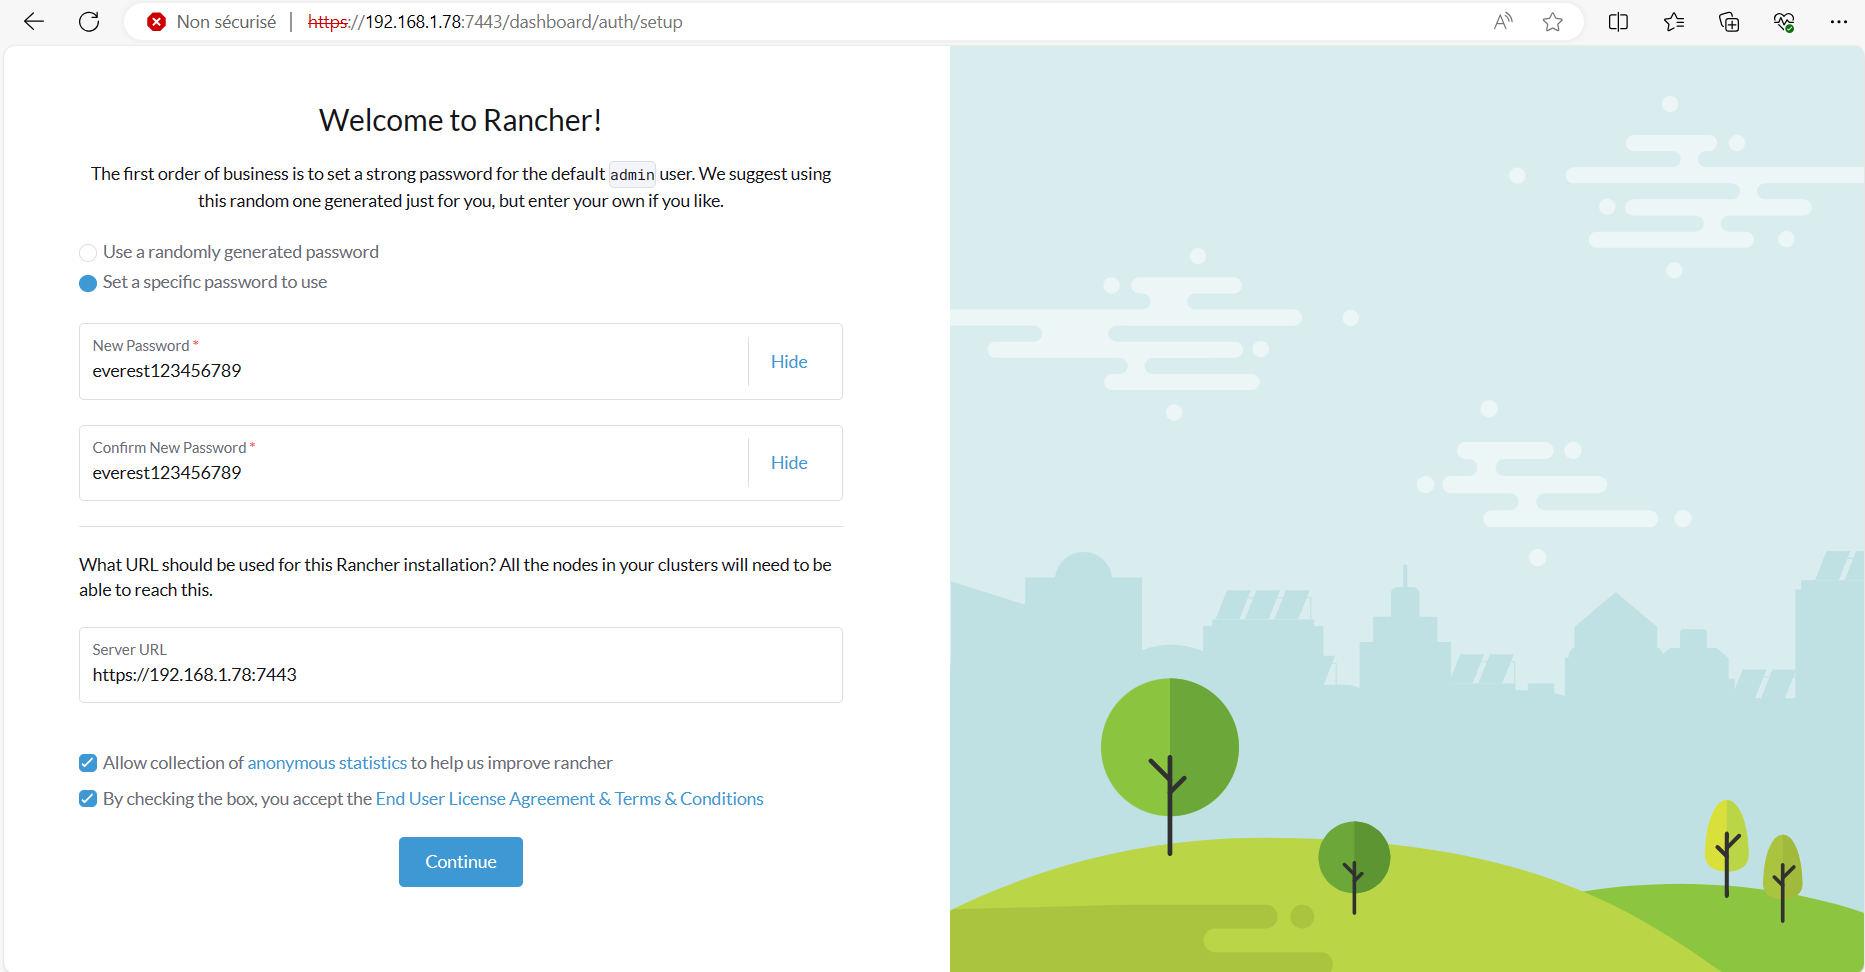 Non sécurisé | https://192.168.1.78:7443/dashboard/auth/setup
Welcome to Rancher!
The first order of business is to set a strong password for the default admin user. We suggest using
this random one generated just for you, but enter your own if you like.
Use a randomly generated password
Set a specific password to use
New Password *
everest123456789
Hide
Confirm New Password *
everest123456789
Hide
What URL should be used for this Rancher installation? All the nodes in your clusters will need to be
able to reach this.
Server URL
https://192.168.1.78:7443
Allow collection of anonymous statistics to help us improve rancher
By checking the box, you accept the End User License Agreement & Terms & Conditions
Continue